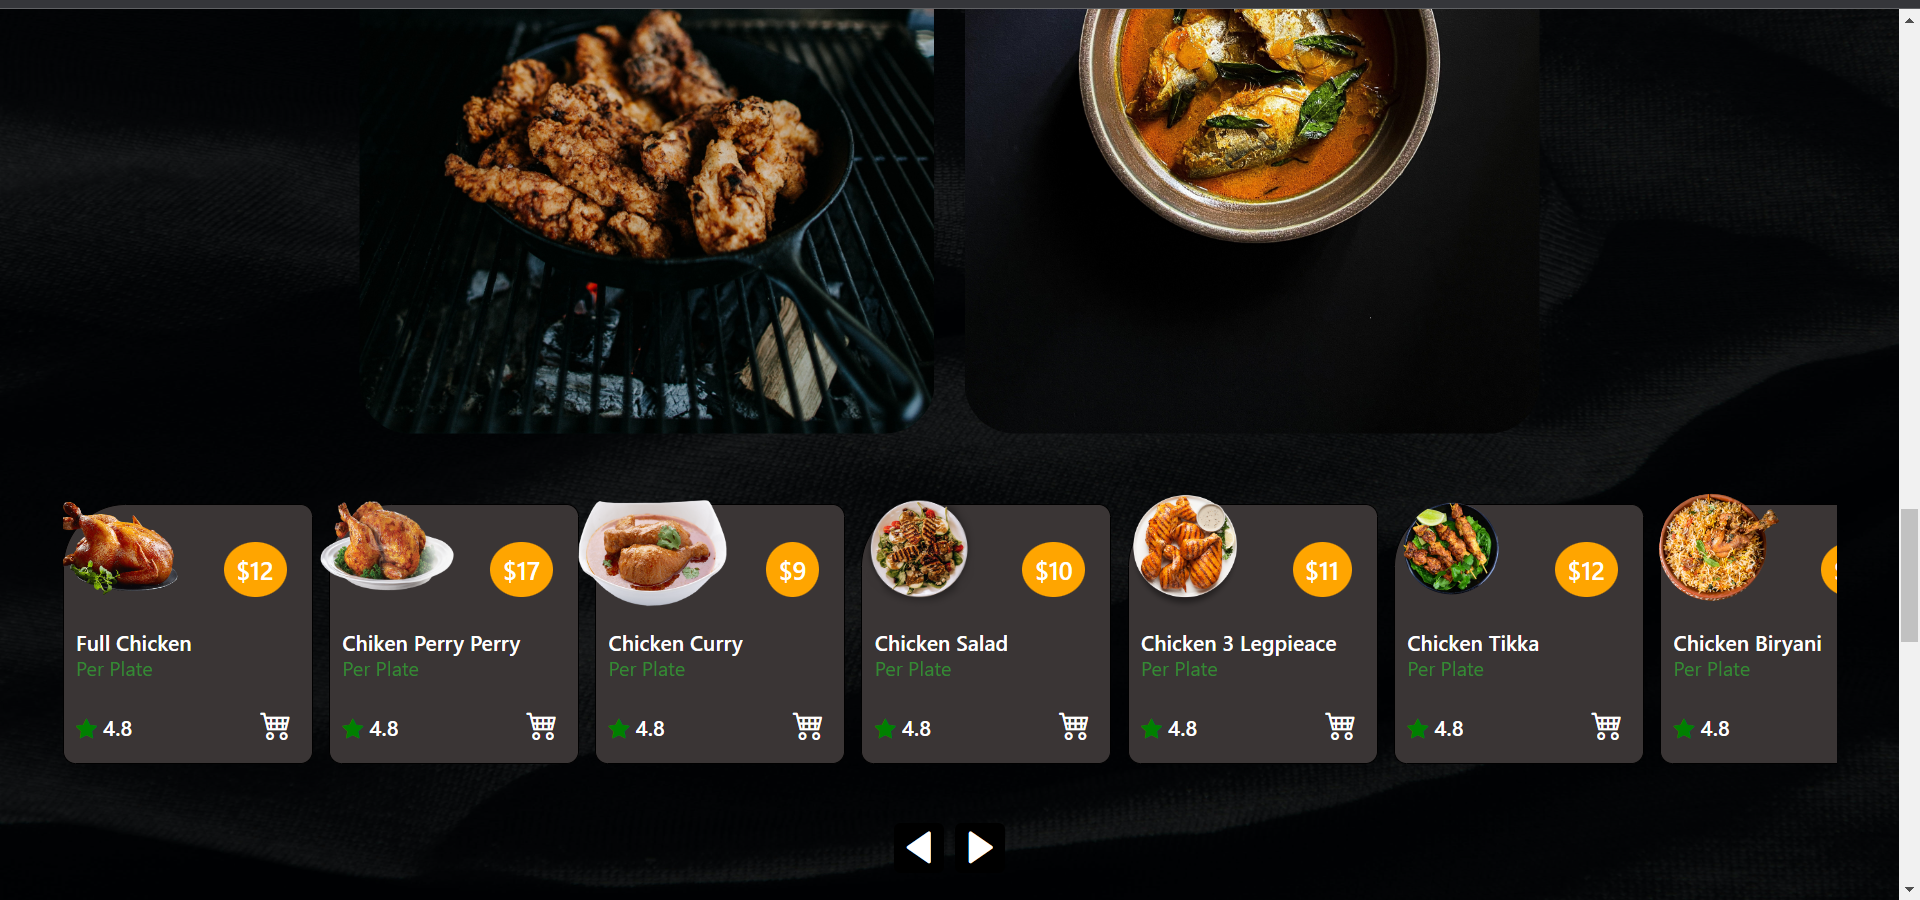 $12
$17
$9
$10
$11
$12
Full Chicken
Per Plate
Chiken Perry Perry
Per Plate
Chicken Curry
Per Plate
Chicken Salad
Per Plate
Chicken 3 Legpieace
Per Plate
Chicken Tikka
Per Plate
Chicken Biryani
Per Plate
4.8
4.8
4.8
4.8
4.8
4.8
4.8